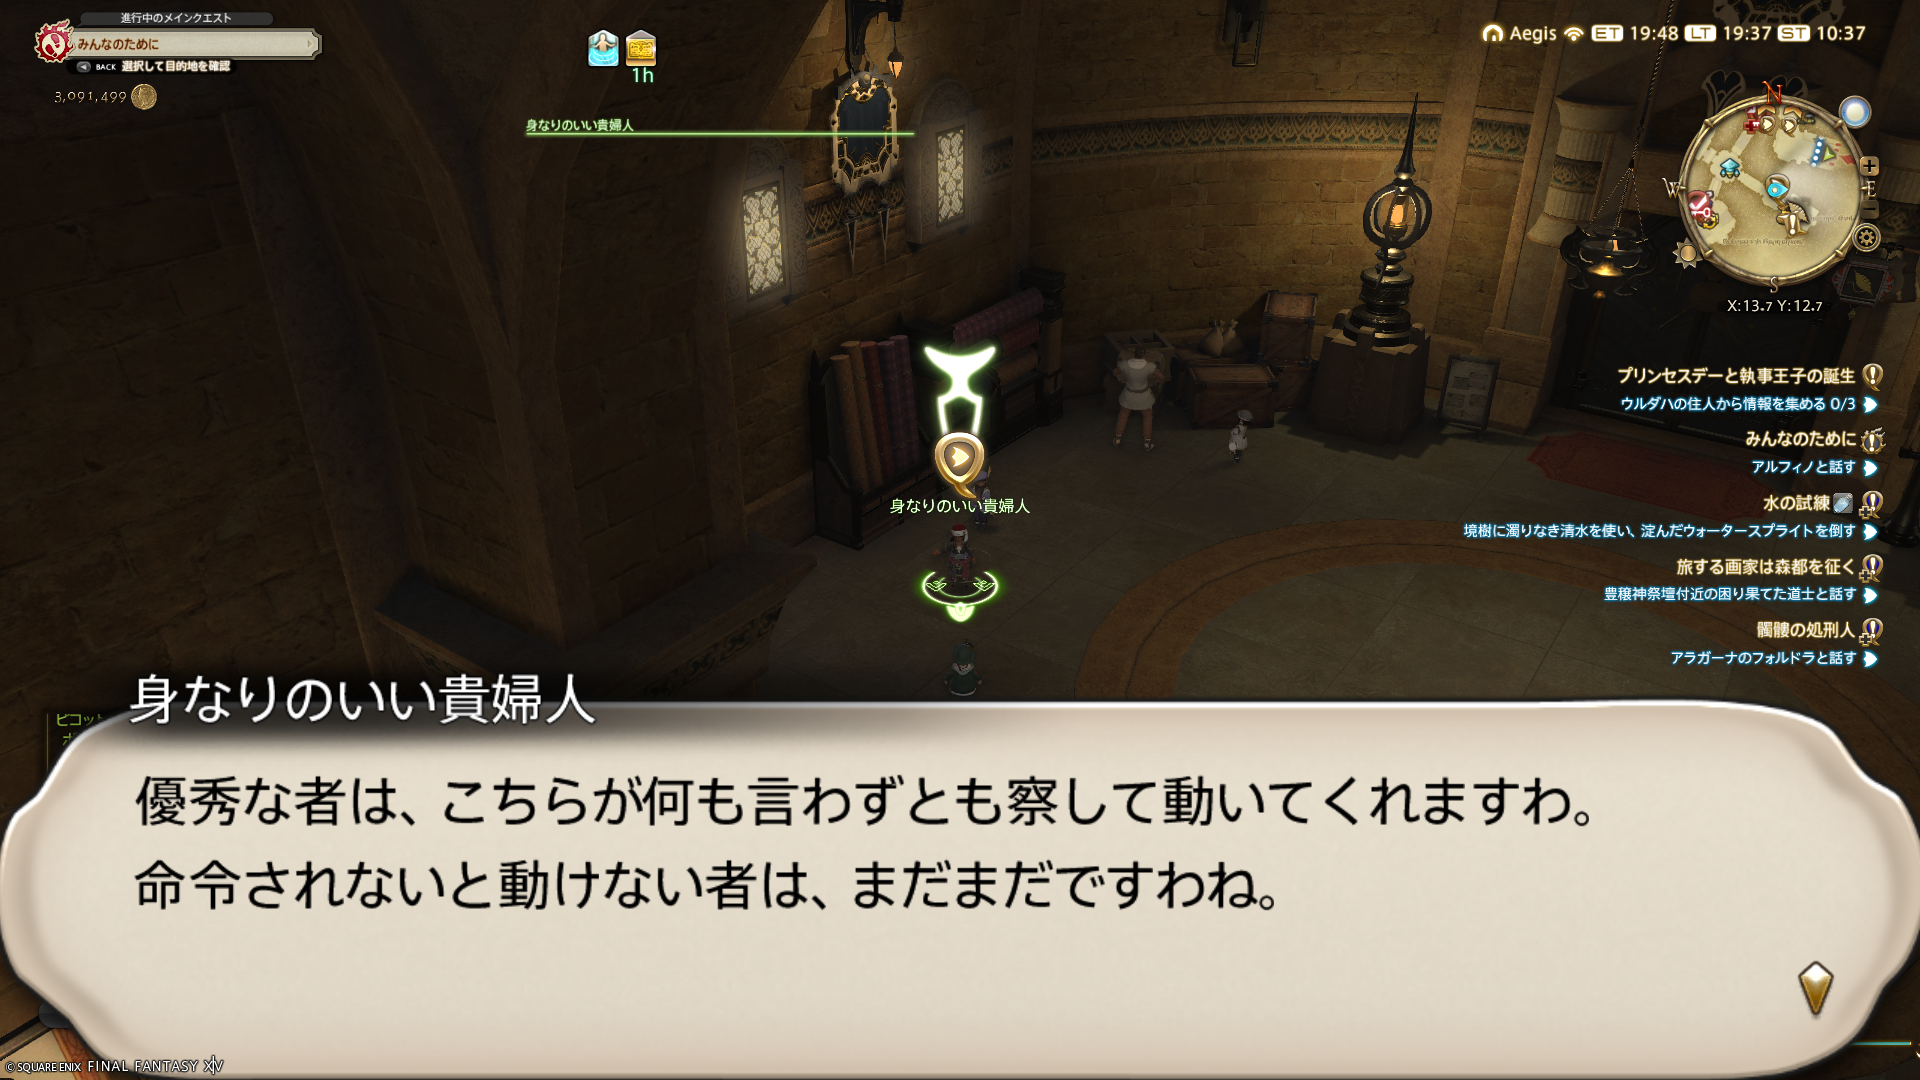 進行中のメインクエスト
みんなのために
BACK 選択して目的地を確認
3,091,499
1h
身なりのいい貴婦人
Aegis ET 19:48 LT 19:37 ST 10:37
N
W
E
S
X:13.7 Y:12.7
プリンセスデーと執事王子の誕生
ウルダハの住人から情報を集める 0/3
みんなのために
アルフィノと話す
水の試練
境樹に濁りなき清水を使い、淀んだウォータースプライトを倒す
旅する画家は森都を征く
豊穣神祭壇付近の困り果てた道士と話す
髑髏の処刑人
アラガーナのフォルドラと話す
身なりのいい貴婦人
身なりのいい貴婦人
優秀な者は、こちらが何も言わずとも察して動いてくれますわ。
命令されないと動けない者は、まだまだですわね。
© SQUARE ENIX FINAL FANTASY XIV